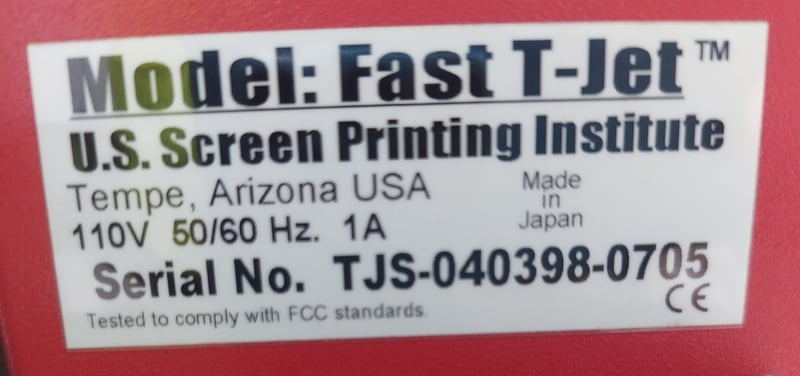 Model: Fast T-Jet™
U.S. Screen Printing Institute
Tempe, Arizona USA
Made
in
Japan
110V 50/60 Hz. 1A
Serial No. TJS-040398-0705
Tested to comply with FCC standards.
CE